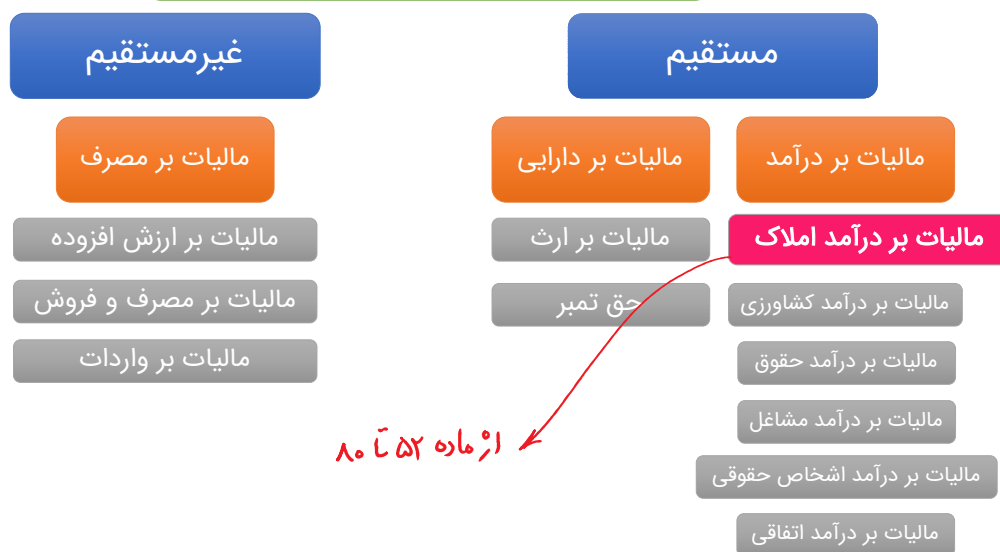 مستقیم
مالیات بر درآمد
مالیات بر درآمد املاک
مالیات بر درآمد کشاورزی
مالیات بر درآمد حقوق
مالیات بر درآمد مشاغل
مالیات بر درآمد اشخاص حقوقی
مالیات بر درآمد اتفاقی
مالیات بر دارایی
مالیات بر ارث
حق تمبر
غیرمستقیم
مالیات بر مصرف
مالیات بر ارزش افزوده
مالیات بر مصرف و فروش
مالیات بر واردات
از ماده ۵۲ تا ۸۰